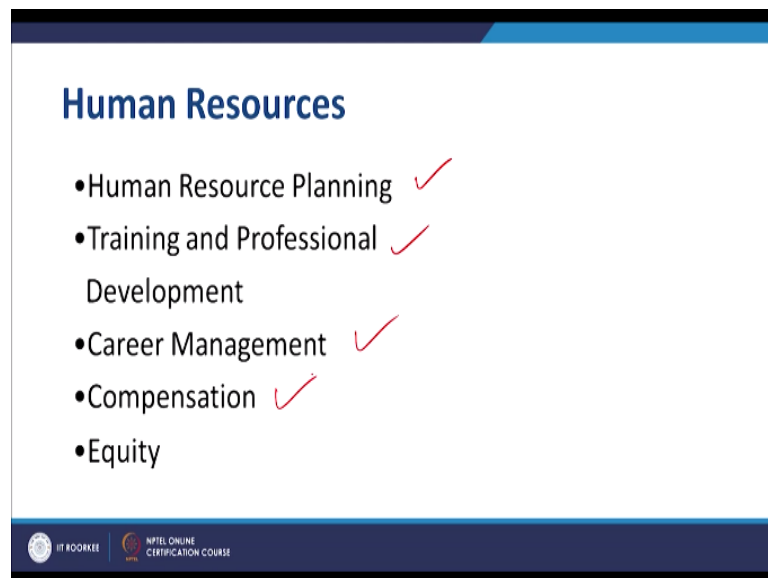 Human Resources
•Human Resource Planning
•Training and Professional
Development
•Career Management
•Compensation
•Equity
IIT ROORKEE
NPTEL
NPTEL ONLINE
CERTIFICATION COURSE